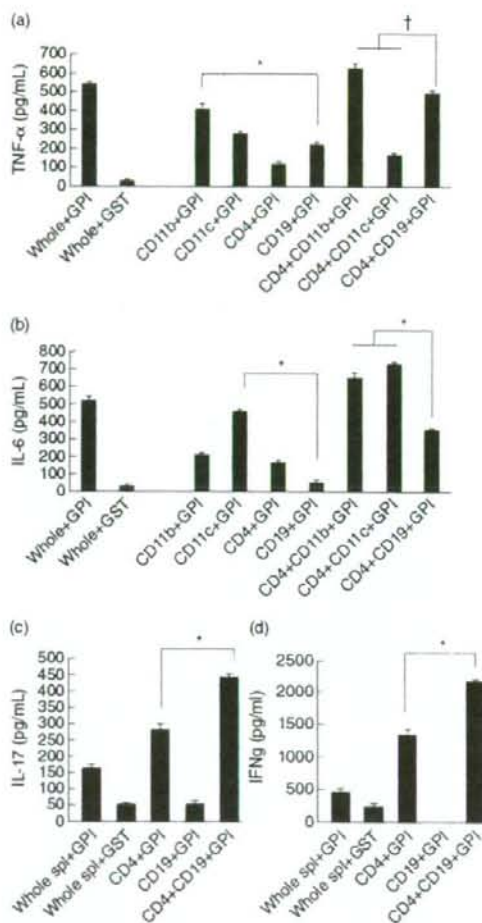 (a)
†
*
TNF-α (pg/mL)
700
600
500
400
300
200
100
0
Whole+GPI
Whole+GST
CD11b+GPI
CD11c+GPI
CD4+GPI
CD19+GPI
CD4+CD11b+GPI
CD4+CD11c+GPI
CD4+CD19+GPI
(b)
*
*
IL-6 (pg/mL)
800
700
600
500
400
300
200
100
0
Whole+GPI
Whole+GST
CD11b+GPI
CD11c+GPI
CD4+GPI
CD19+GPI
CD4+CD11b+GPI
CD4+CD11c+GPI
CD4+CD19+GPI
(c)
*
IL-17 (pg/mL)
500
450
400
350
300
250
200
150
100
50
0
Whole spl+GPI
Whole spl+GST
CD4+GPI
CD19+GPI
CD4+CD19+GPI
(d)
*
IFNg (pg/ml)
2500
2000
1500
1000
500
0
Whole spl+GPI
Whole spl+GST
CD4+GPI
CD19+GPI
CD4+CD19+GPI